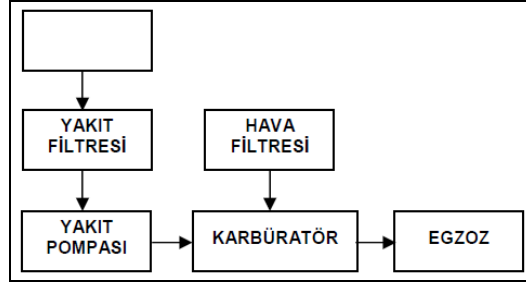 YAKIT
FİLTRESİ
HAVA
FİLTRESİ
YAKIT
POMPASI
KARBÜRATÖR
EGZOZ